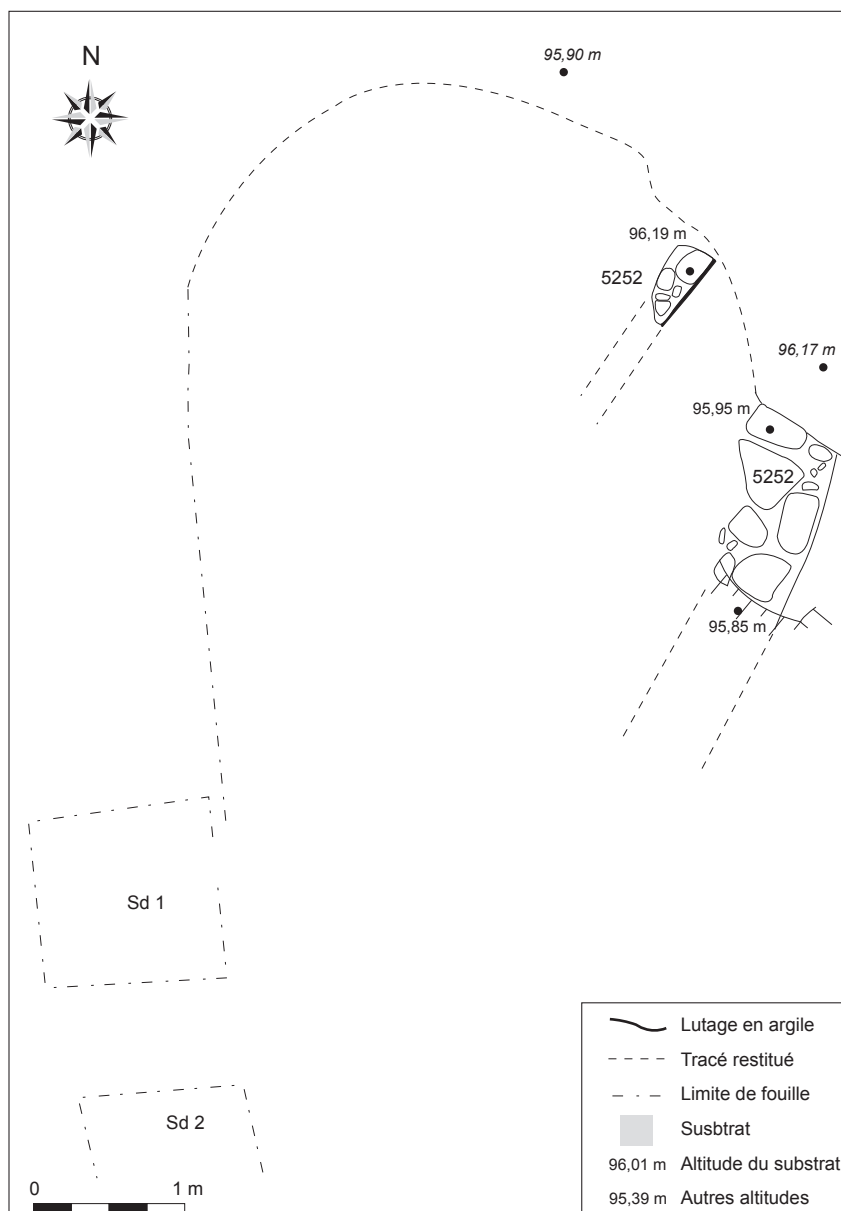 95,90 m
N
96,19 m
5252
96,17 m
95,95 m
5252
95,85 m
Sd 1
Sd 2
0 1 m
Lutage en argile
Tracé restitué
Limite de fouille
Susbtrat
96,01 m Altitude du substrat
95,39 m Autres altitudes